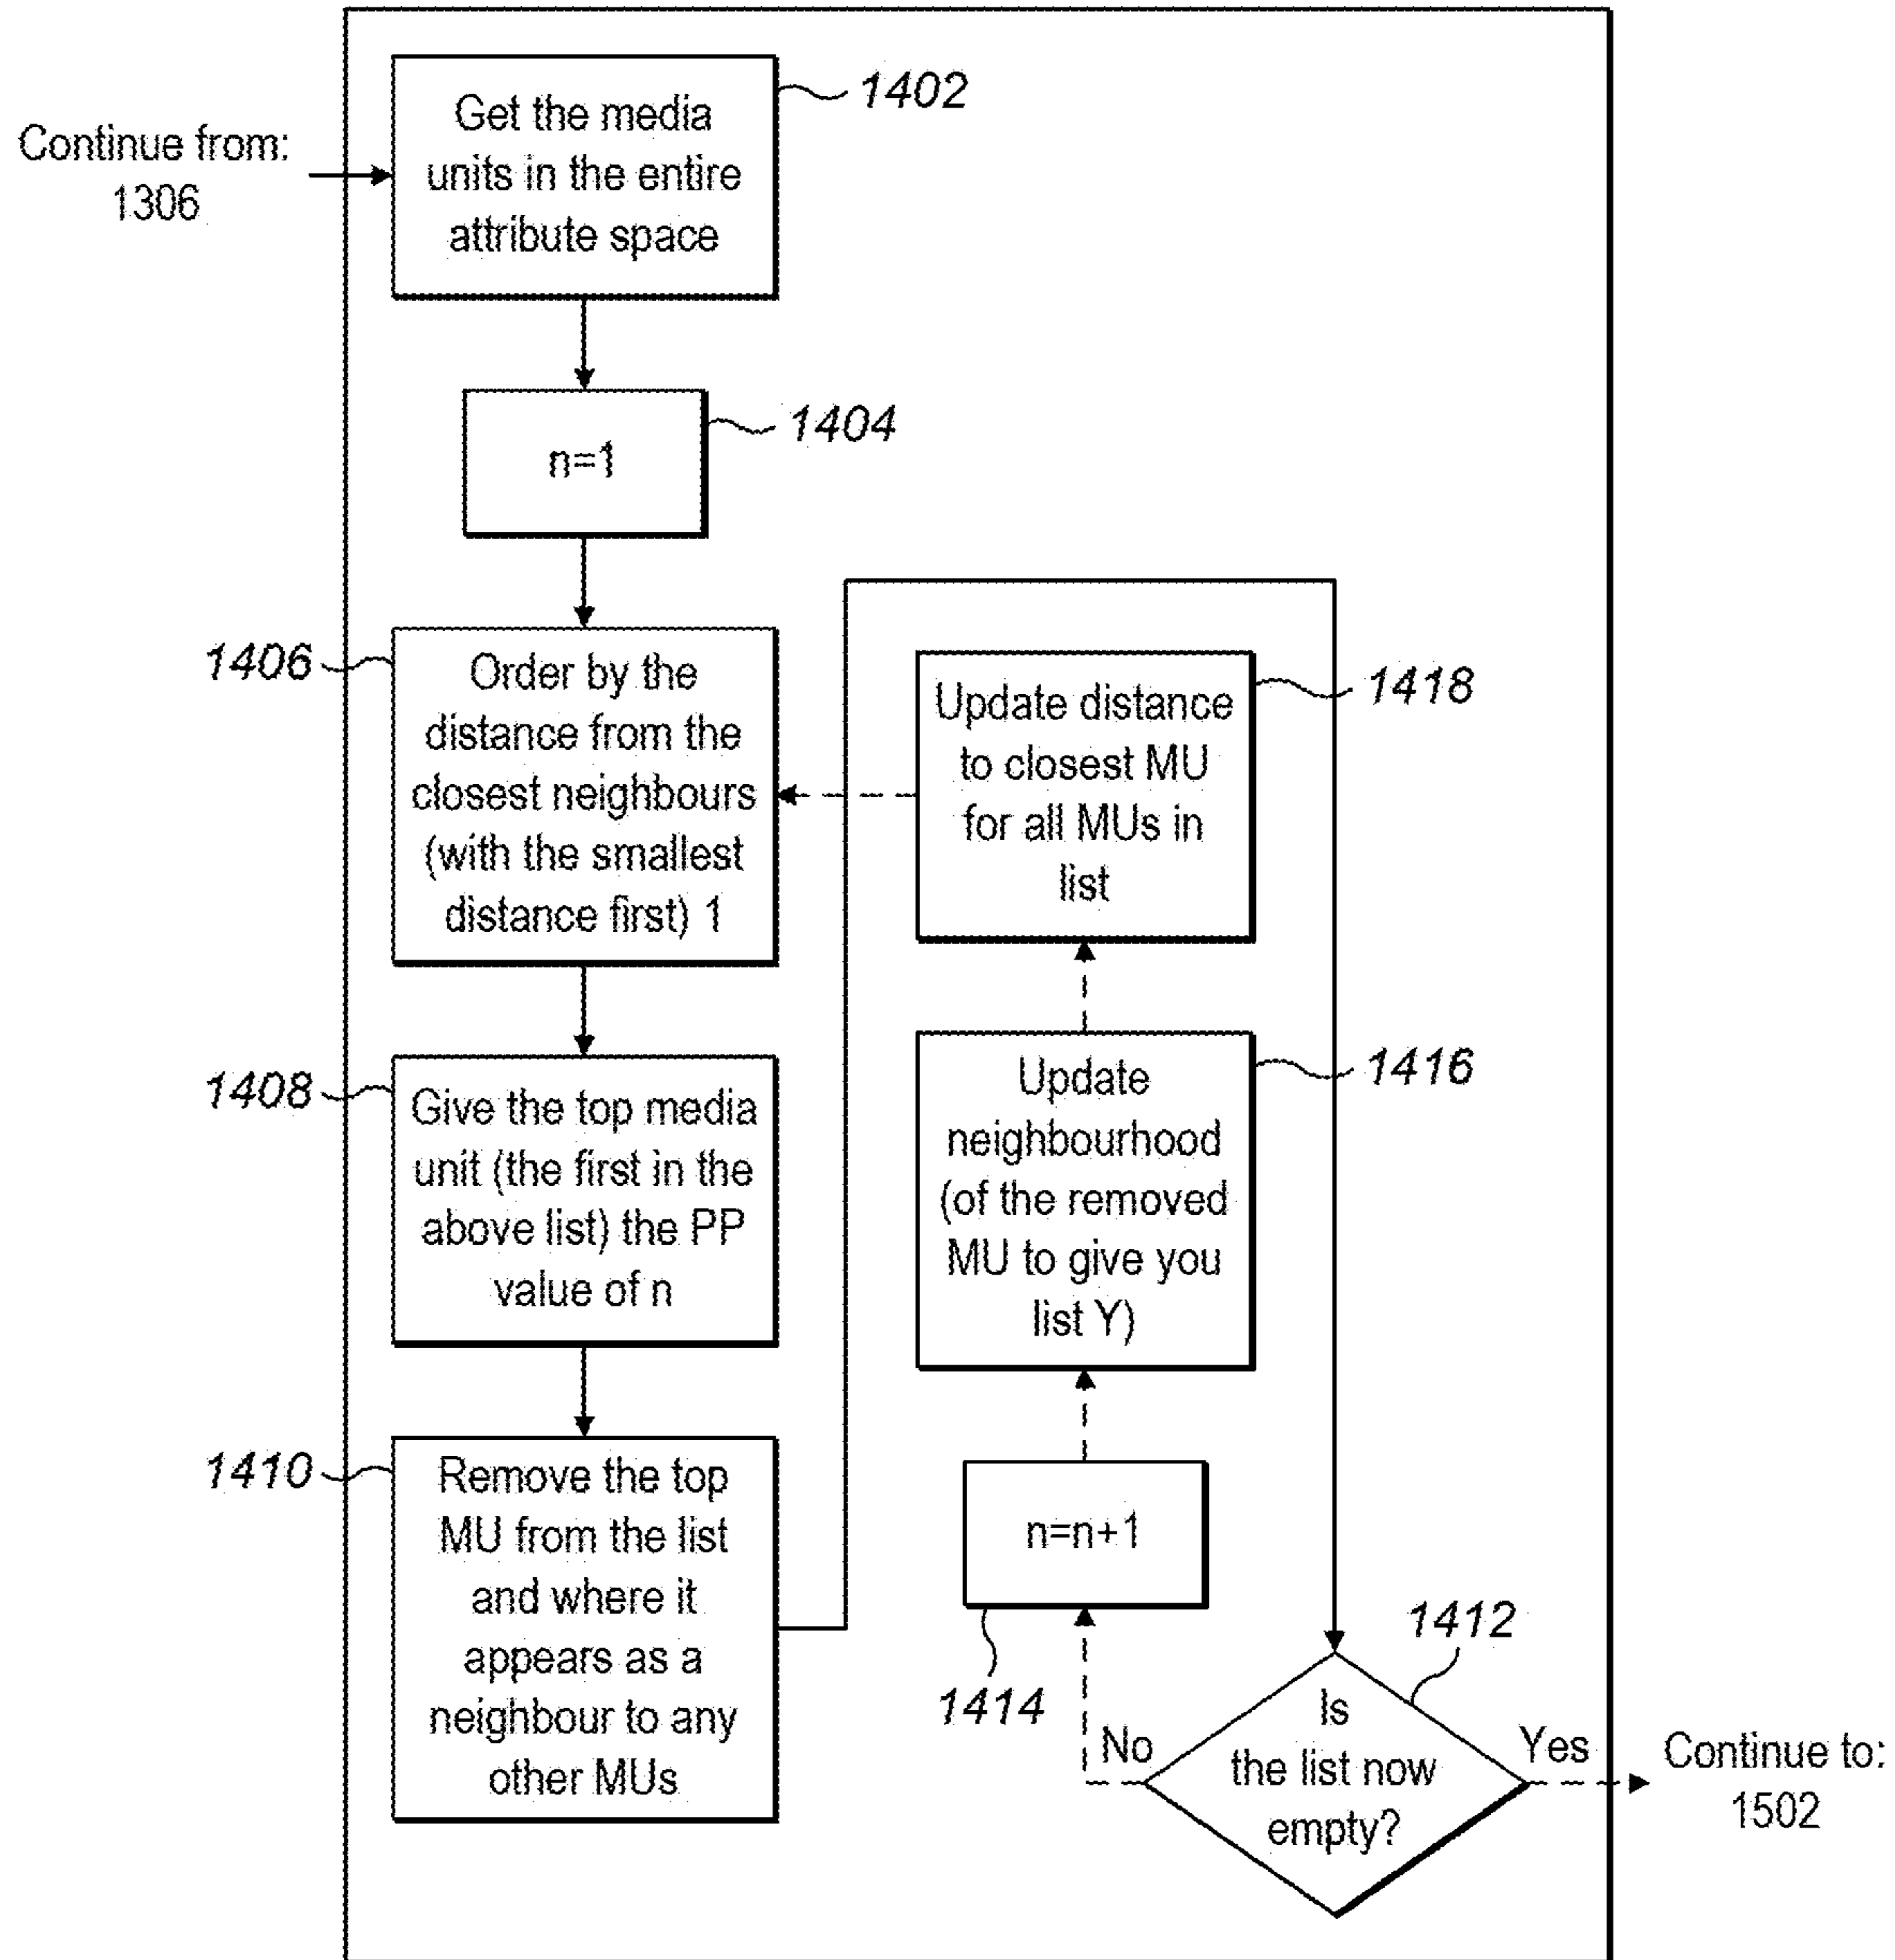 Continue from:
1306
Get the media
units in the entire
attribute space
1402
n=1
1404
1406
Order by the
distance from the
closest neighbours
(with the smallest
distance first) 1
1408
Give the top media
unit (the first in the
above list) the PP
value of n
1410
Remove the top
MU from the list
and where it
appears as a
neighbour to any
other MUs
Is
the list now
empty?
1412
No
Yes
Continue to:
1502
n=n+1
1414
Update
neighbourhood
(of the removed
MU to give you
list Y)
1416
Update distance
to closest MU
for all MUs in
list
1418